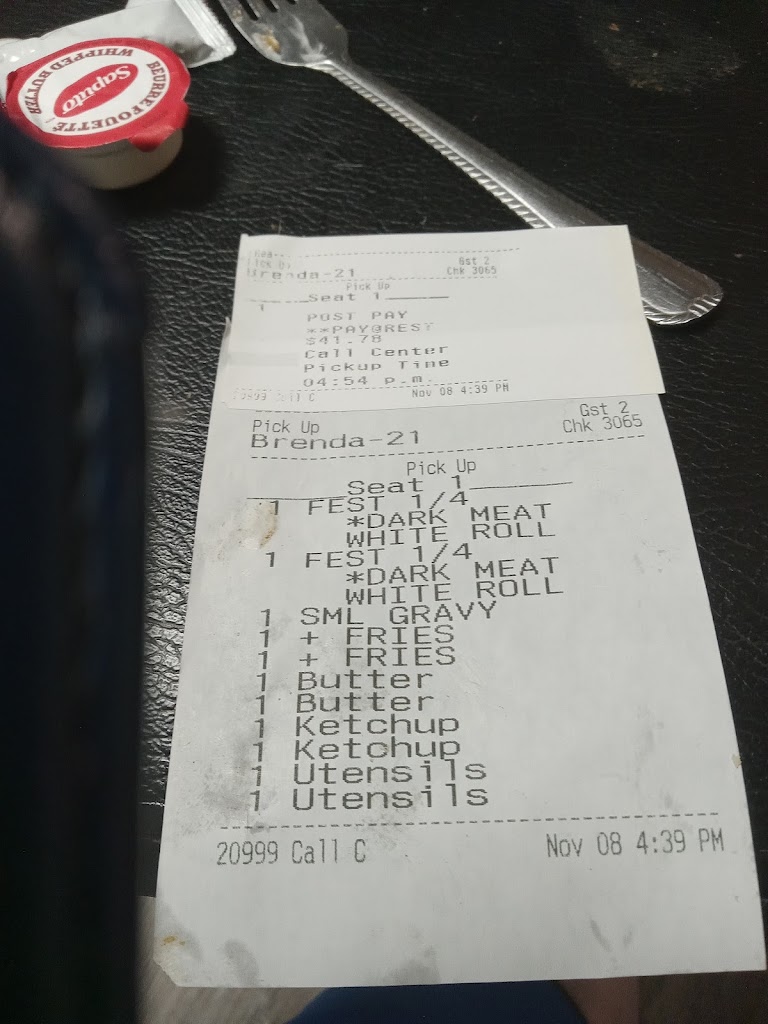 BEURRE FOUETTÉ
Saputo
WHIPPED BUTTER
Pick Up
Gst 2
Brenda-21
Chk 3065
Pick Up
Seat 1
1
POST PAY
**PAY@REST
$41.78
Call Center
Pickup Time
04:54 p.m.
20999 Call C
Nov 08 4:39 PM
Pick Up
Gst 2
Brenda-21
Chk 3065
Pick Up
Seat 1
1 FEST 1/4
*DARK MEAT
WHITE ROLL
1 FEST 1/4
*DARK MEAT
WHITE ROLL
1 SML GRAVY
1 + FRIES
1 + FRIES
1 Butter
1 Butter
1 Ketchup
1 Ketchup
1 Utensils
1 Utensils
20999 Call C
Nov 08 4:39 PM